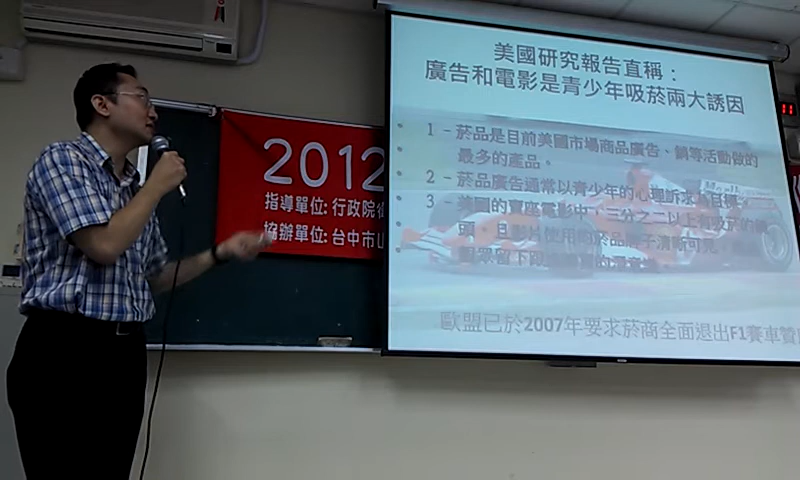 美國研究報告直稱：
廣告和電影是青少年吸菸兩大誘因
1－菸品是目前美國市場商品廣告、銷等活動做的
最多的產品。
2－菸品廣告通常以青少年的心理訴求為目標。
3－美國的賣座電影中，三分之二以上有吸菸的鏡
頭，且影片使用的菸品牌子清晰可見，
歐盟已於2007年要求菸商全面退出F1賽車贊
2012
指導單位: 行政院衛
協辦單位: 台中市山
11